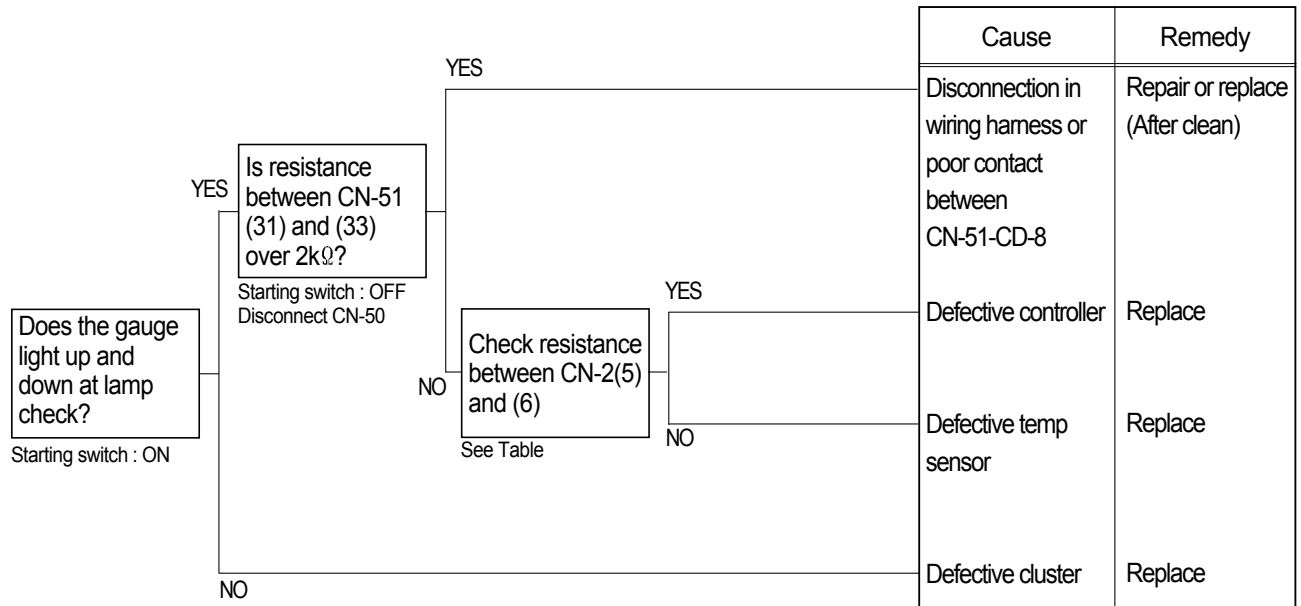 Does the gauge
light up and
down at lamp
check?
Starting switch : ON
YES
NO
Is resistance
between CN-51
(31) and (33)
over 2kΩ?
Starting switch : OFF
Disconnect CN-50
YES
NO
Check resistance
between CN-2(5)
and (6)
See Table
YES
NO
Cause
Remedy
Disconnection in
wiring harness or
poor contact
between
CN-51-CD-8
Repair or replace
(After clean)
Defective controller
Replace
Defective temp
sensor
Replace
Defective cluster
Replace